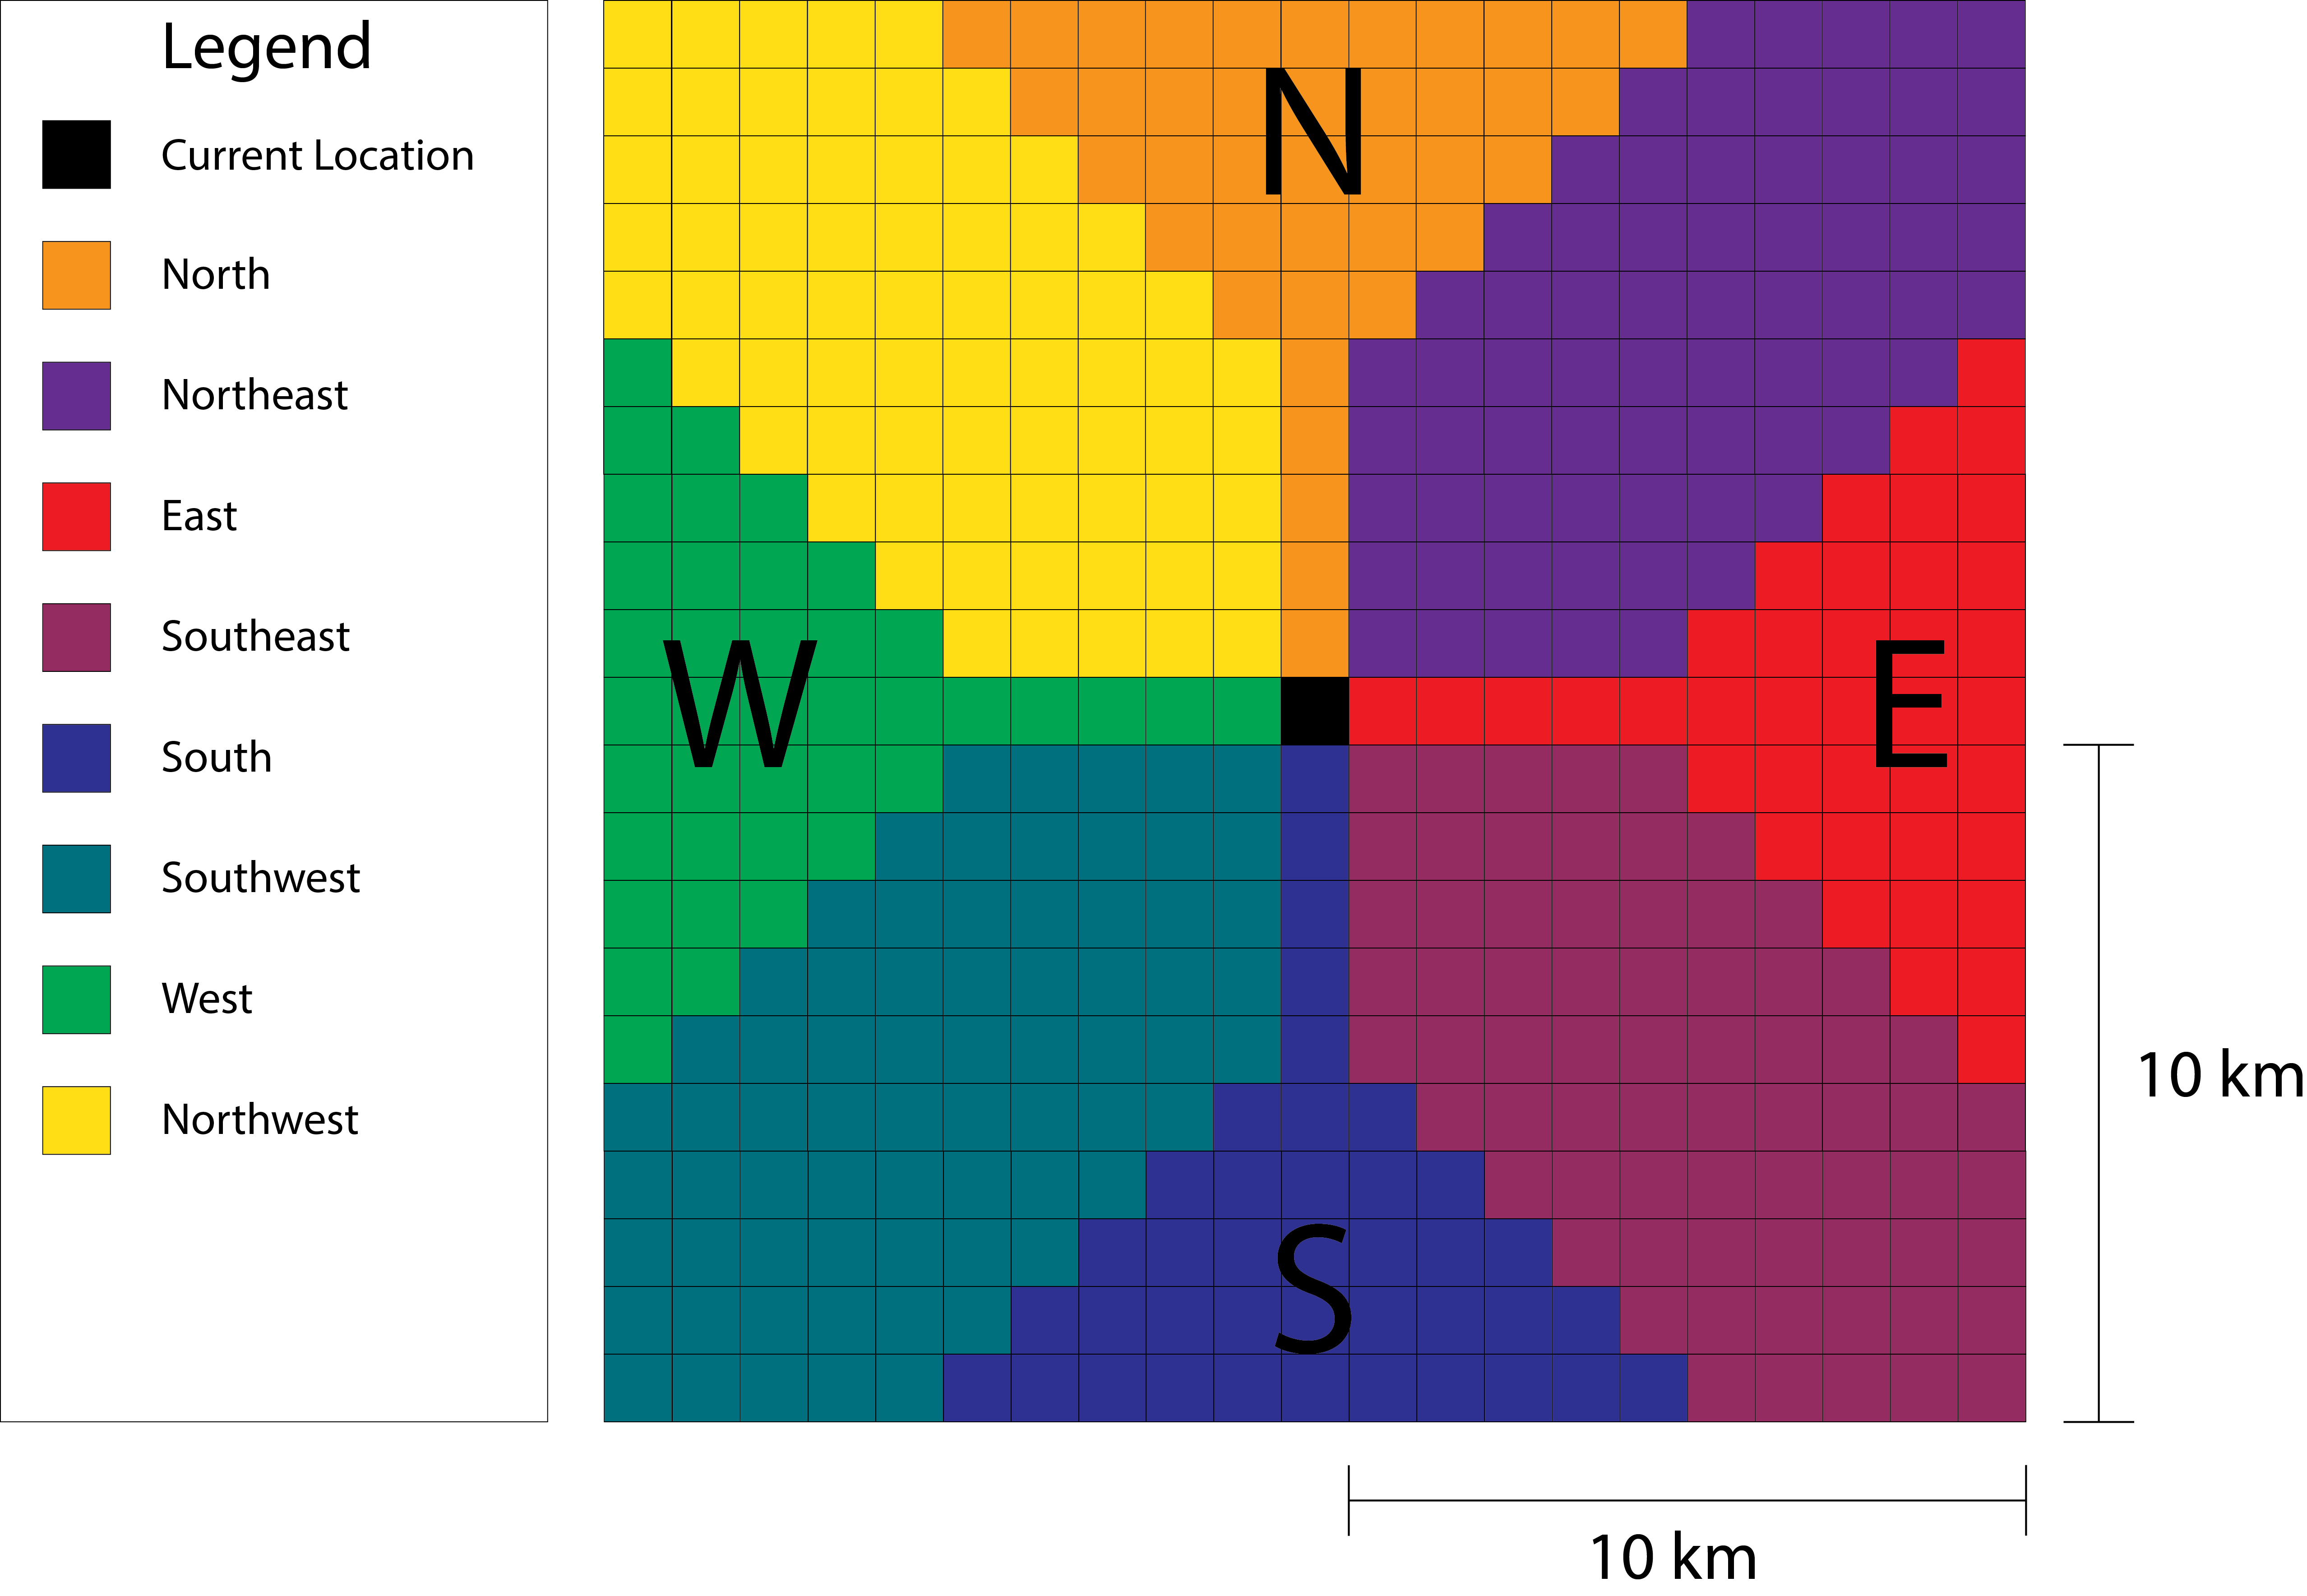 Legend
Current Location
North
Northeast
East
Southeast
South
Southwest
West
Northwest
N
W
E
S
10 km
10 km